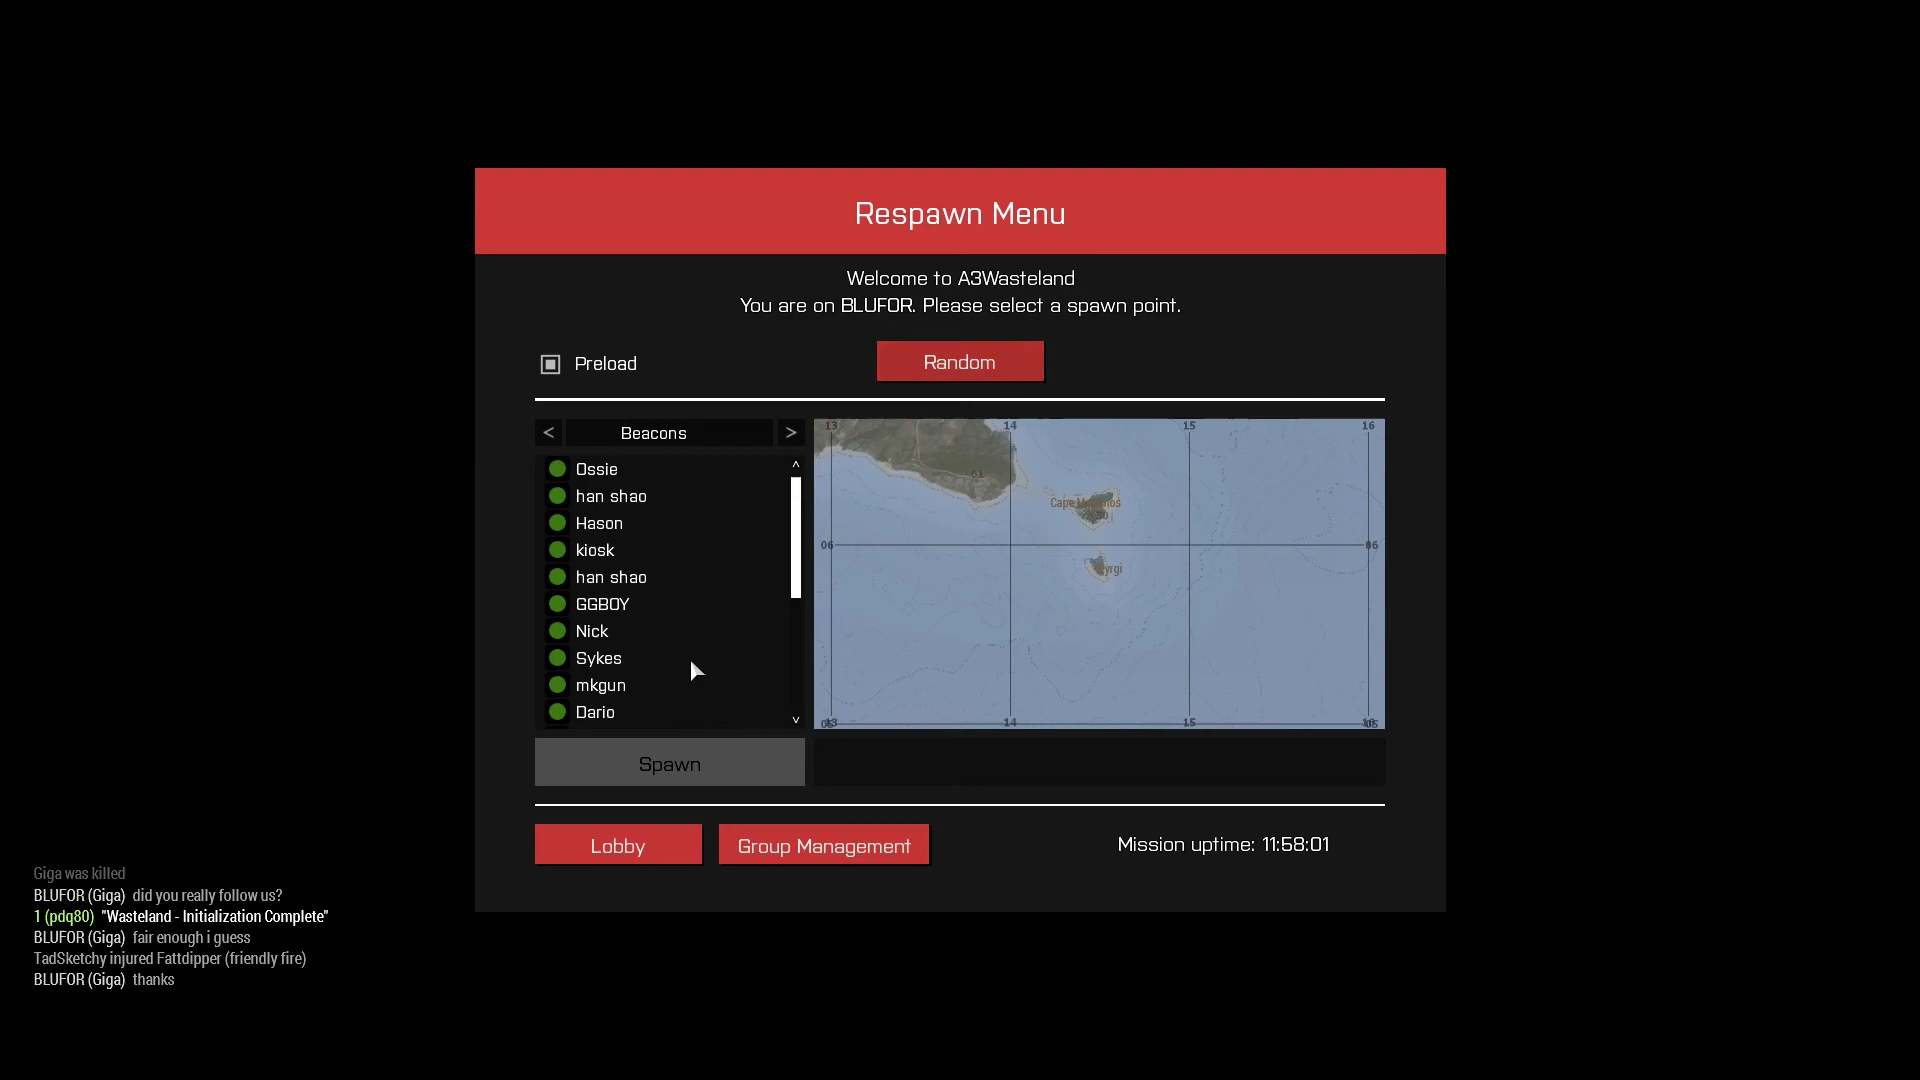 Respawn Menu
Welcome to A3Wasteland
You are on BLUFOR. Please select a spawn point.
Preload
Random
< Beacons >
Ossie
han shao
Hason
kiosk
han shao
GGBOY
Nick
Sykes
mkgun
Dario
13 14 15 16
61
06 06
13 14 15
Spawn
Lobby
Group Management
Mission uptime: 11:58:01
Giga was killed
BLUFOR (Giga) did you really follow us?
1 (pdq80) "Wasteland - Initialization Complete"
BLUFOR (Giga) fair enough i guess
TadSketchy injured Fattdipper (friendly fire)
BLUFOR (Giga) thanks